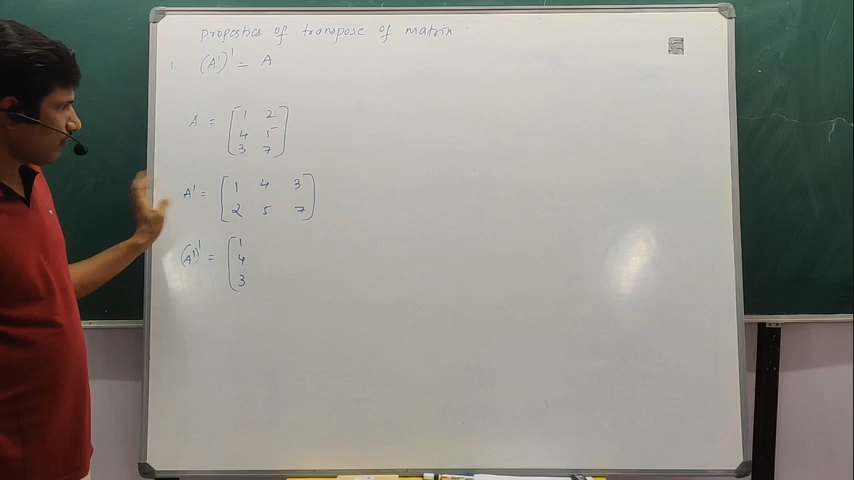 propesties of transpose of matrix.
1. (A')' = A
A = [1 2
4 5
3 7]
A' = [1 4 3
2 5 7]
(A')' = [1
4
3